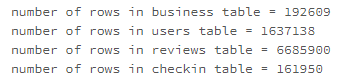 number of rows in business table = 192609
number of rows in users table = 1637138
number of rows in reviews table = 6685900
number of rows in checkin table = 161950